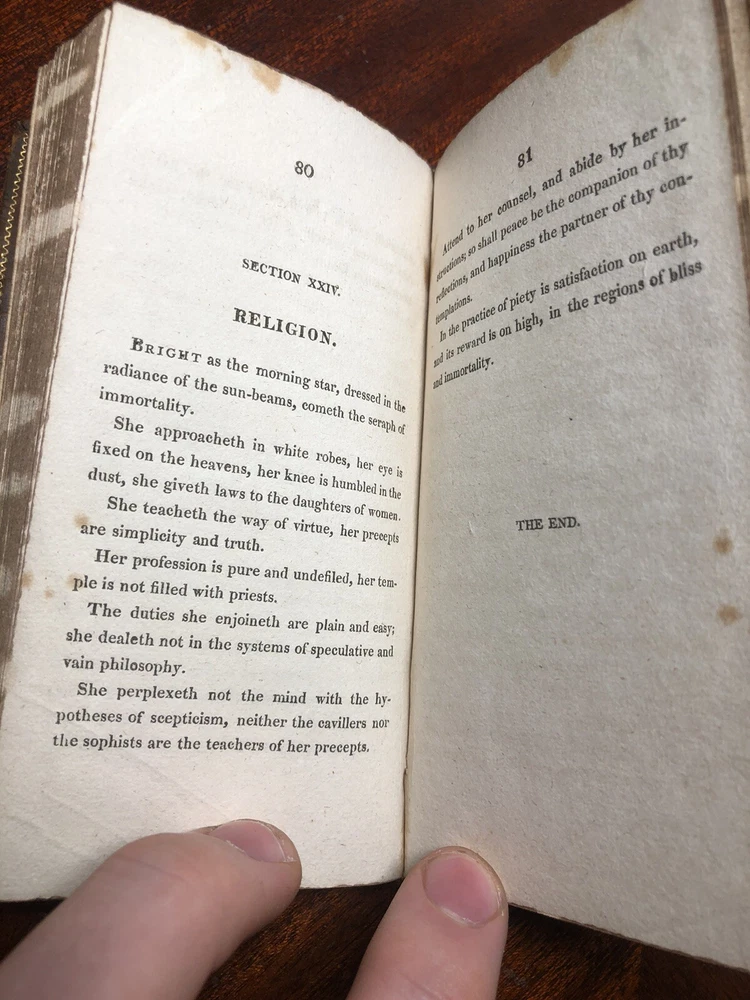 80
SECTION XXIV.
RELIGION.
BRIGHT as the morning star, dressed in the
radiance of the sun-beams, cometh the seraph of
immortality.
She approacheth in white robes, her eye is
fixed on the heavens, her knee is humbled in the
dust, she giveth laws to the daughters of women.
She teacheth the way of virtue, her precepts
are simplicity and truth.
Her profession is pure and undefiled, her tem-
ple is not filled with priests.
The duties she enjoineth are plain and easy;
she dealeth not in the systems of speculative and
vain philosophy.
She perplexeth not the mind with the hy-
potheses of scepticism, neither the cavillers nor
the sophists are the teachers of her precepts.
81
Attend to her counsel, and abide by her in-
structions; so shall peace be the companion of thy
reflections, and happiness the partner of thy con-
templations.
In the practice of piety is satisfaction on earth,
and its reward is on high, in the regions of bliss
and immortality.
THE END.